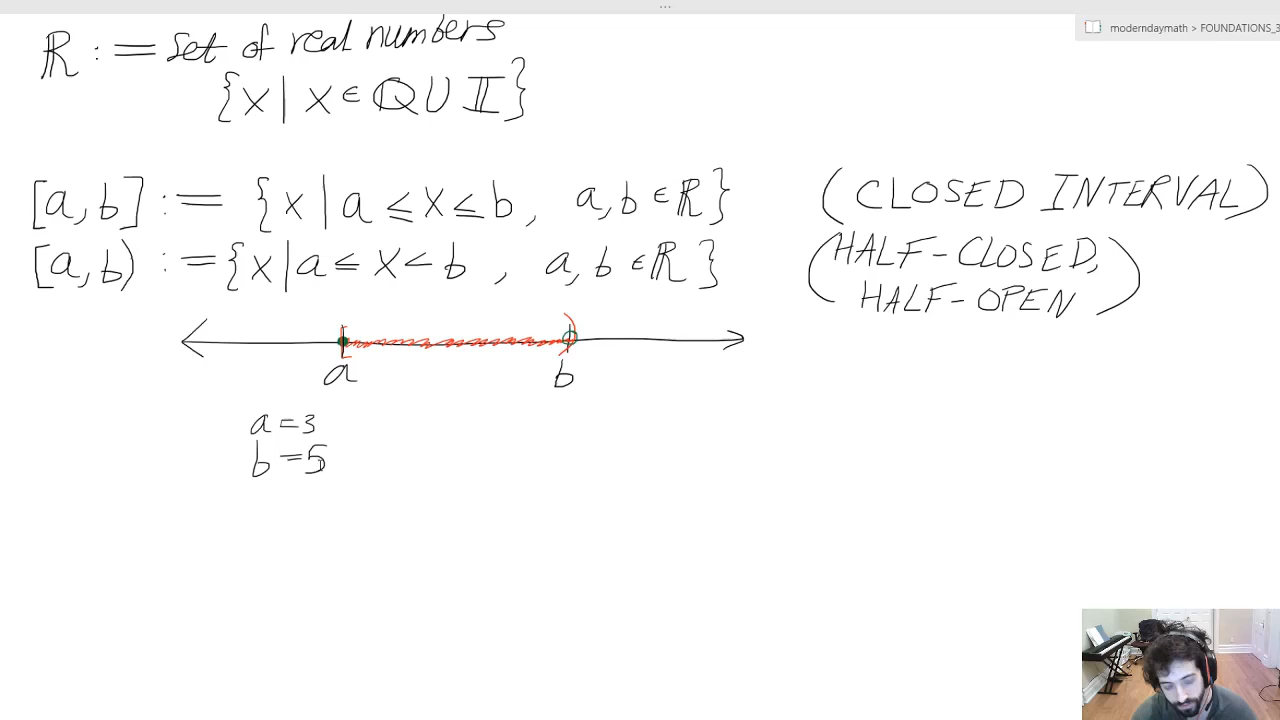 moderndaymath > FOUNDATIONS_3
ℝ := set of real numbers
{x | x ∈ ℚ ∪ 𝕀}
[a, b] := {x | a ≤ x ≤ b, a, b ∈ ℝ} (CLOSED INTERVAL)
[a, b) := {x | a ≤ x < b, a, b ∈ ℝ} (HALF-CLOSED,
HALF-OPEN)
[ )
a b
a = 3
b = 5